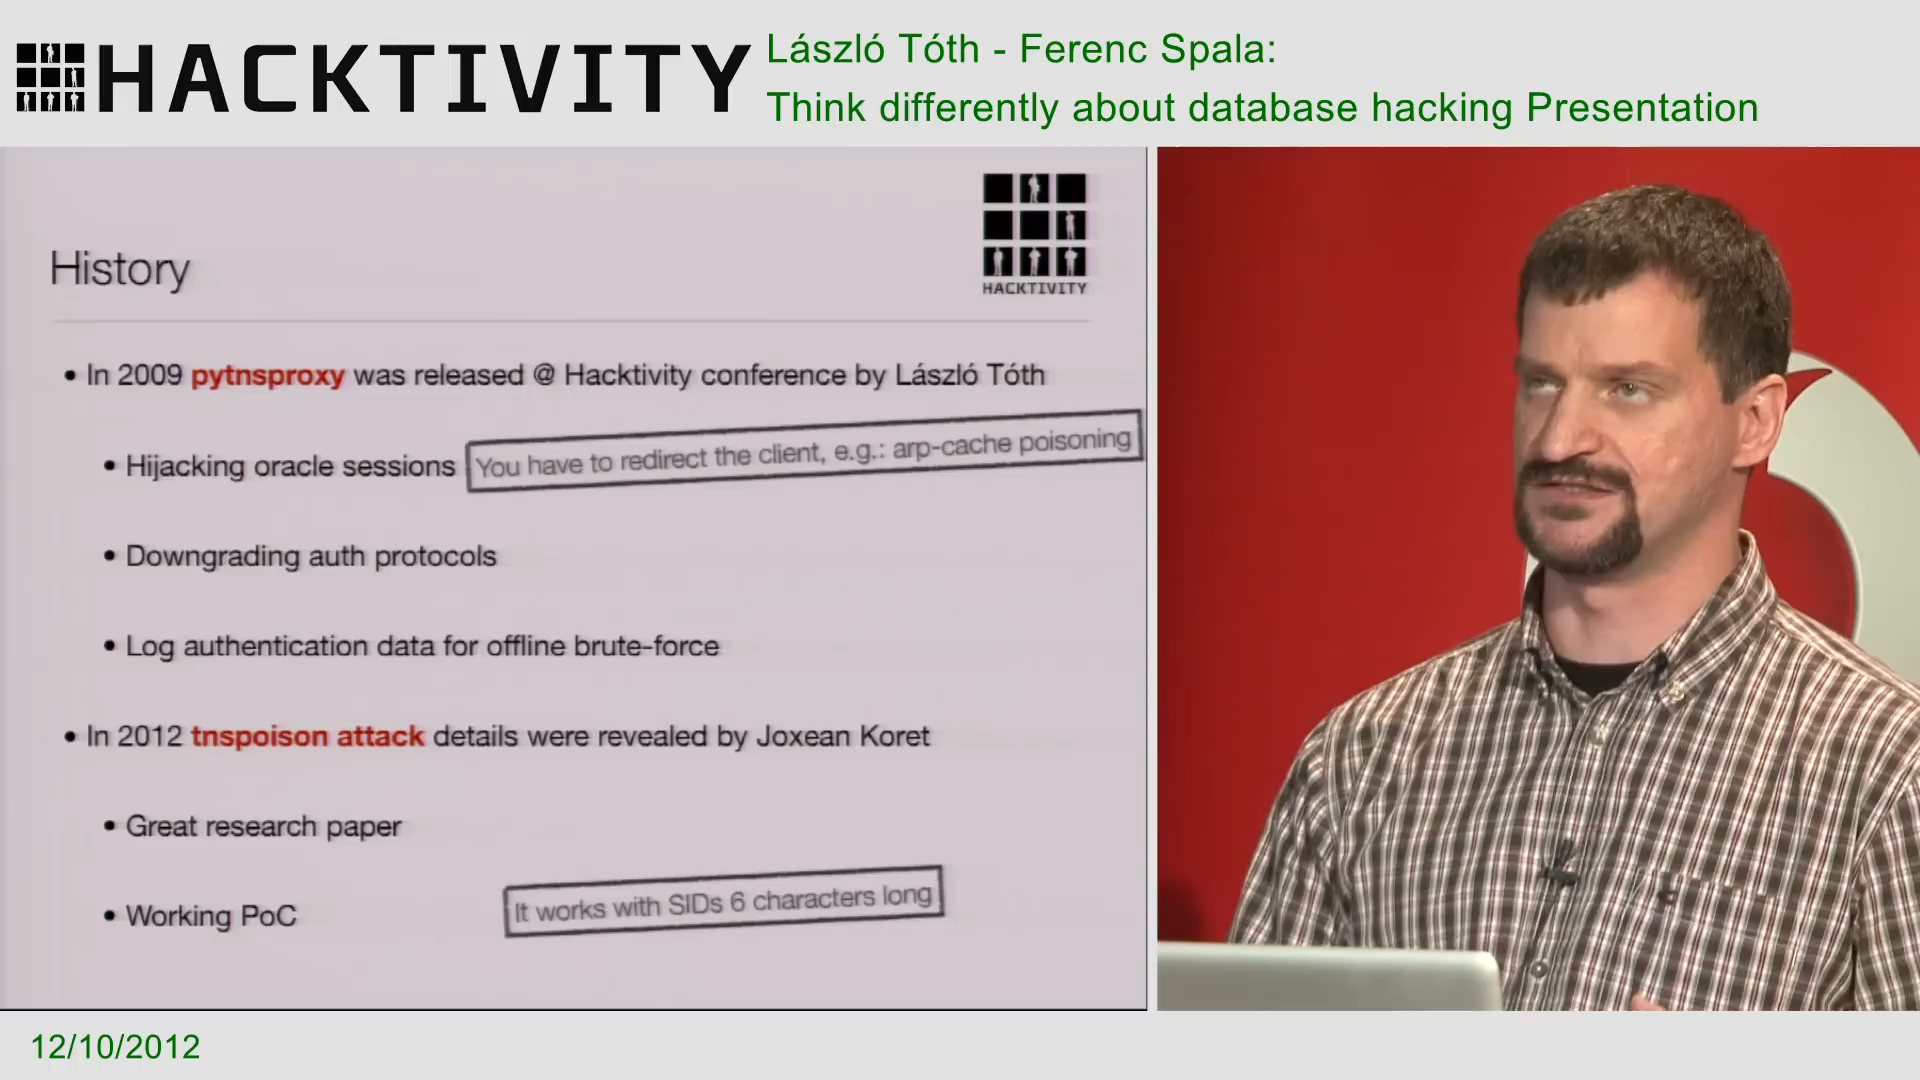 HACKTIVITY
László Tóth - Ferenc Spala:
Think differently about database hacking Presentation
HACKTIVITY
History
• In 2009 pytnsproxy was released @ Hacktivity conference by László Tóth
• Hijacking oracle sessions
You have to redirect the client, e.g.: arp-cache poisoning
• Downgrading auth protocols
• Log authentication data for offline brute-force
• In 2012 tnspoison attack details were revealed by Joxean Koret
• Great research paper
• Working PoC
It works with SIDs 6 characters long
12/10/2012